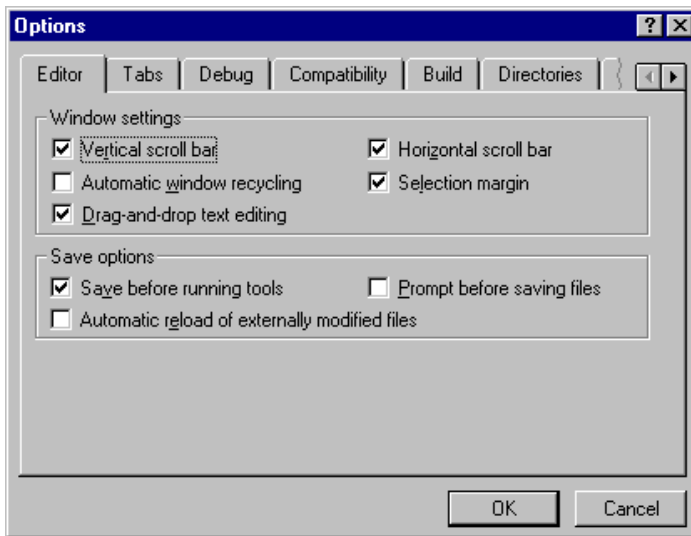 Options
Editor Tabs Debug Compatibility Build Directories
Window settings
Vertical scroll bar Horizontal scroll bar
Automatic window recycling Selection margin
Drag-and-drop text editing
Save options
Save before running tools Prompt before saving files
Automatic reload of externally modified files
OK Cancel